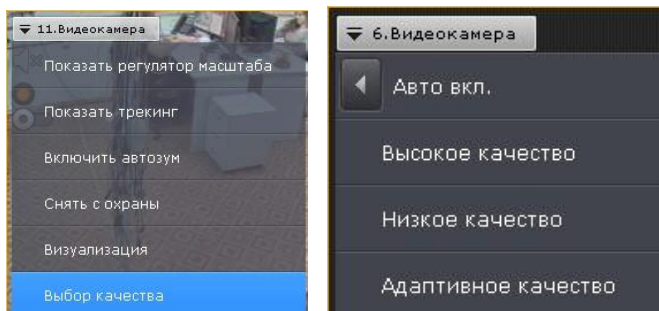 11.Видеокамера
Показать регулятор масштаба
Показать трекинг
Включить автозум
Снять с охраны
Визуализация
Выбор качества
6.Видеокамера
Авто вкл.
Высокое качество
Низкое качество
Адаптивное качество